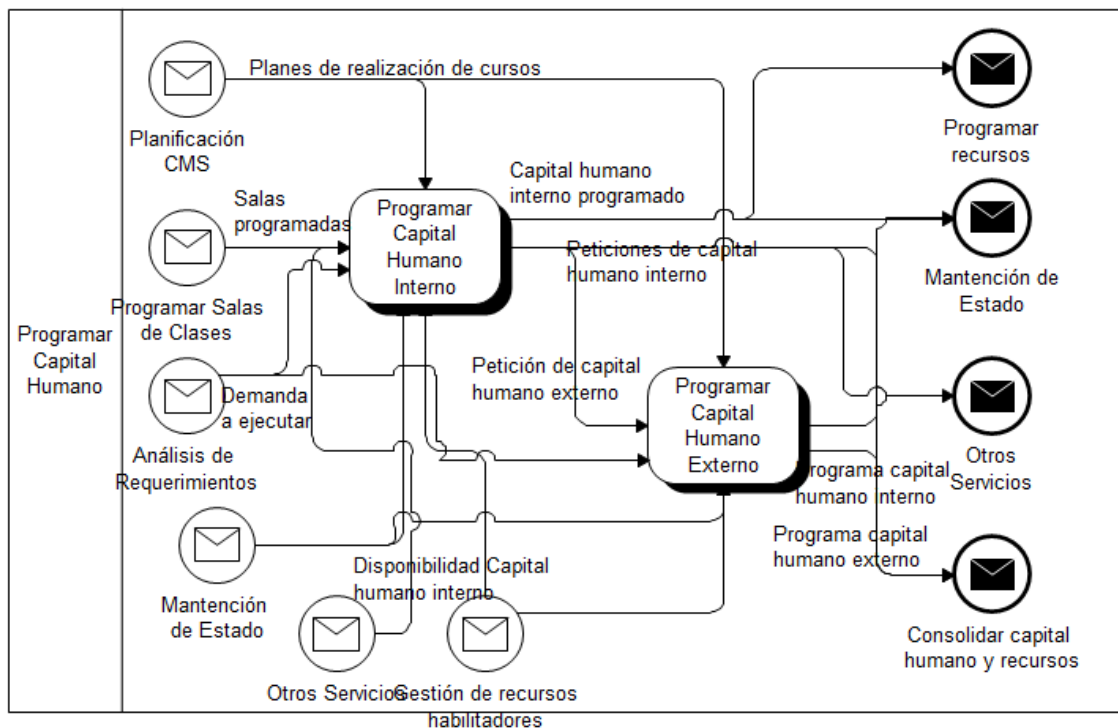 Programar
Capital
Humano
Planes de realización de cursos
Planificación
CMS
Salas
programadas
Programar Salas
de Clases
Demanda
a ejecutar
Análisis de
Requerimientos
Mantención
de Estado
Otros Servicios
Gestión de recursos
habilitadores
Disponibilidad Capital
humano interno
Programar
Capital
Humano
Interno
Capital humano
interno programado
Peticiones de capital
humano interno
Petición de capital
humano externo
Programar
Capital
Humano
Externo
Programa capital
humano interno
Programa capital
humano externo
Programar
recursos
Mantención de
Estado
Otros
Servicios
Consolidar capital
humano y recursos